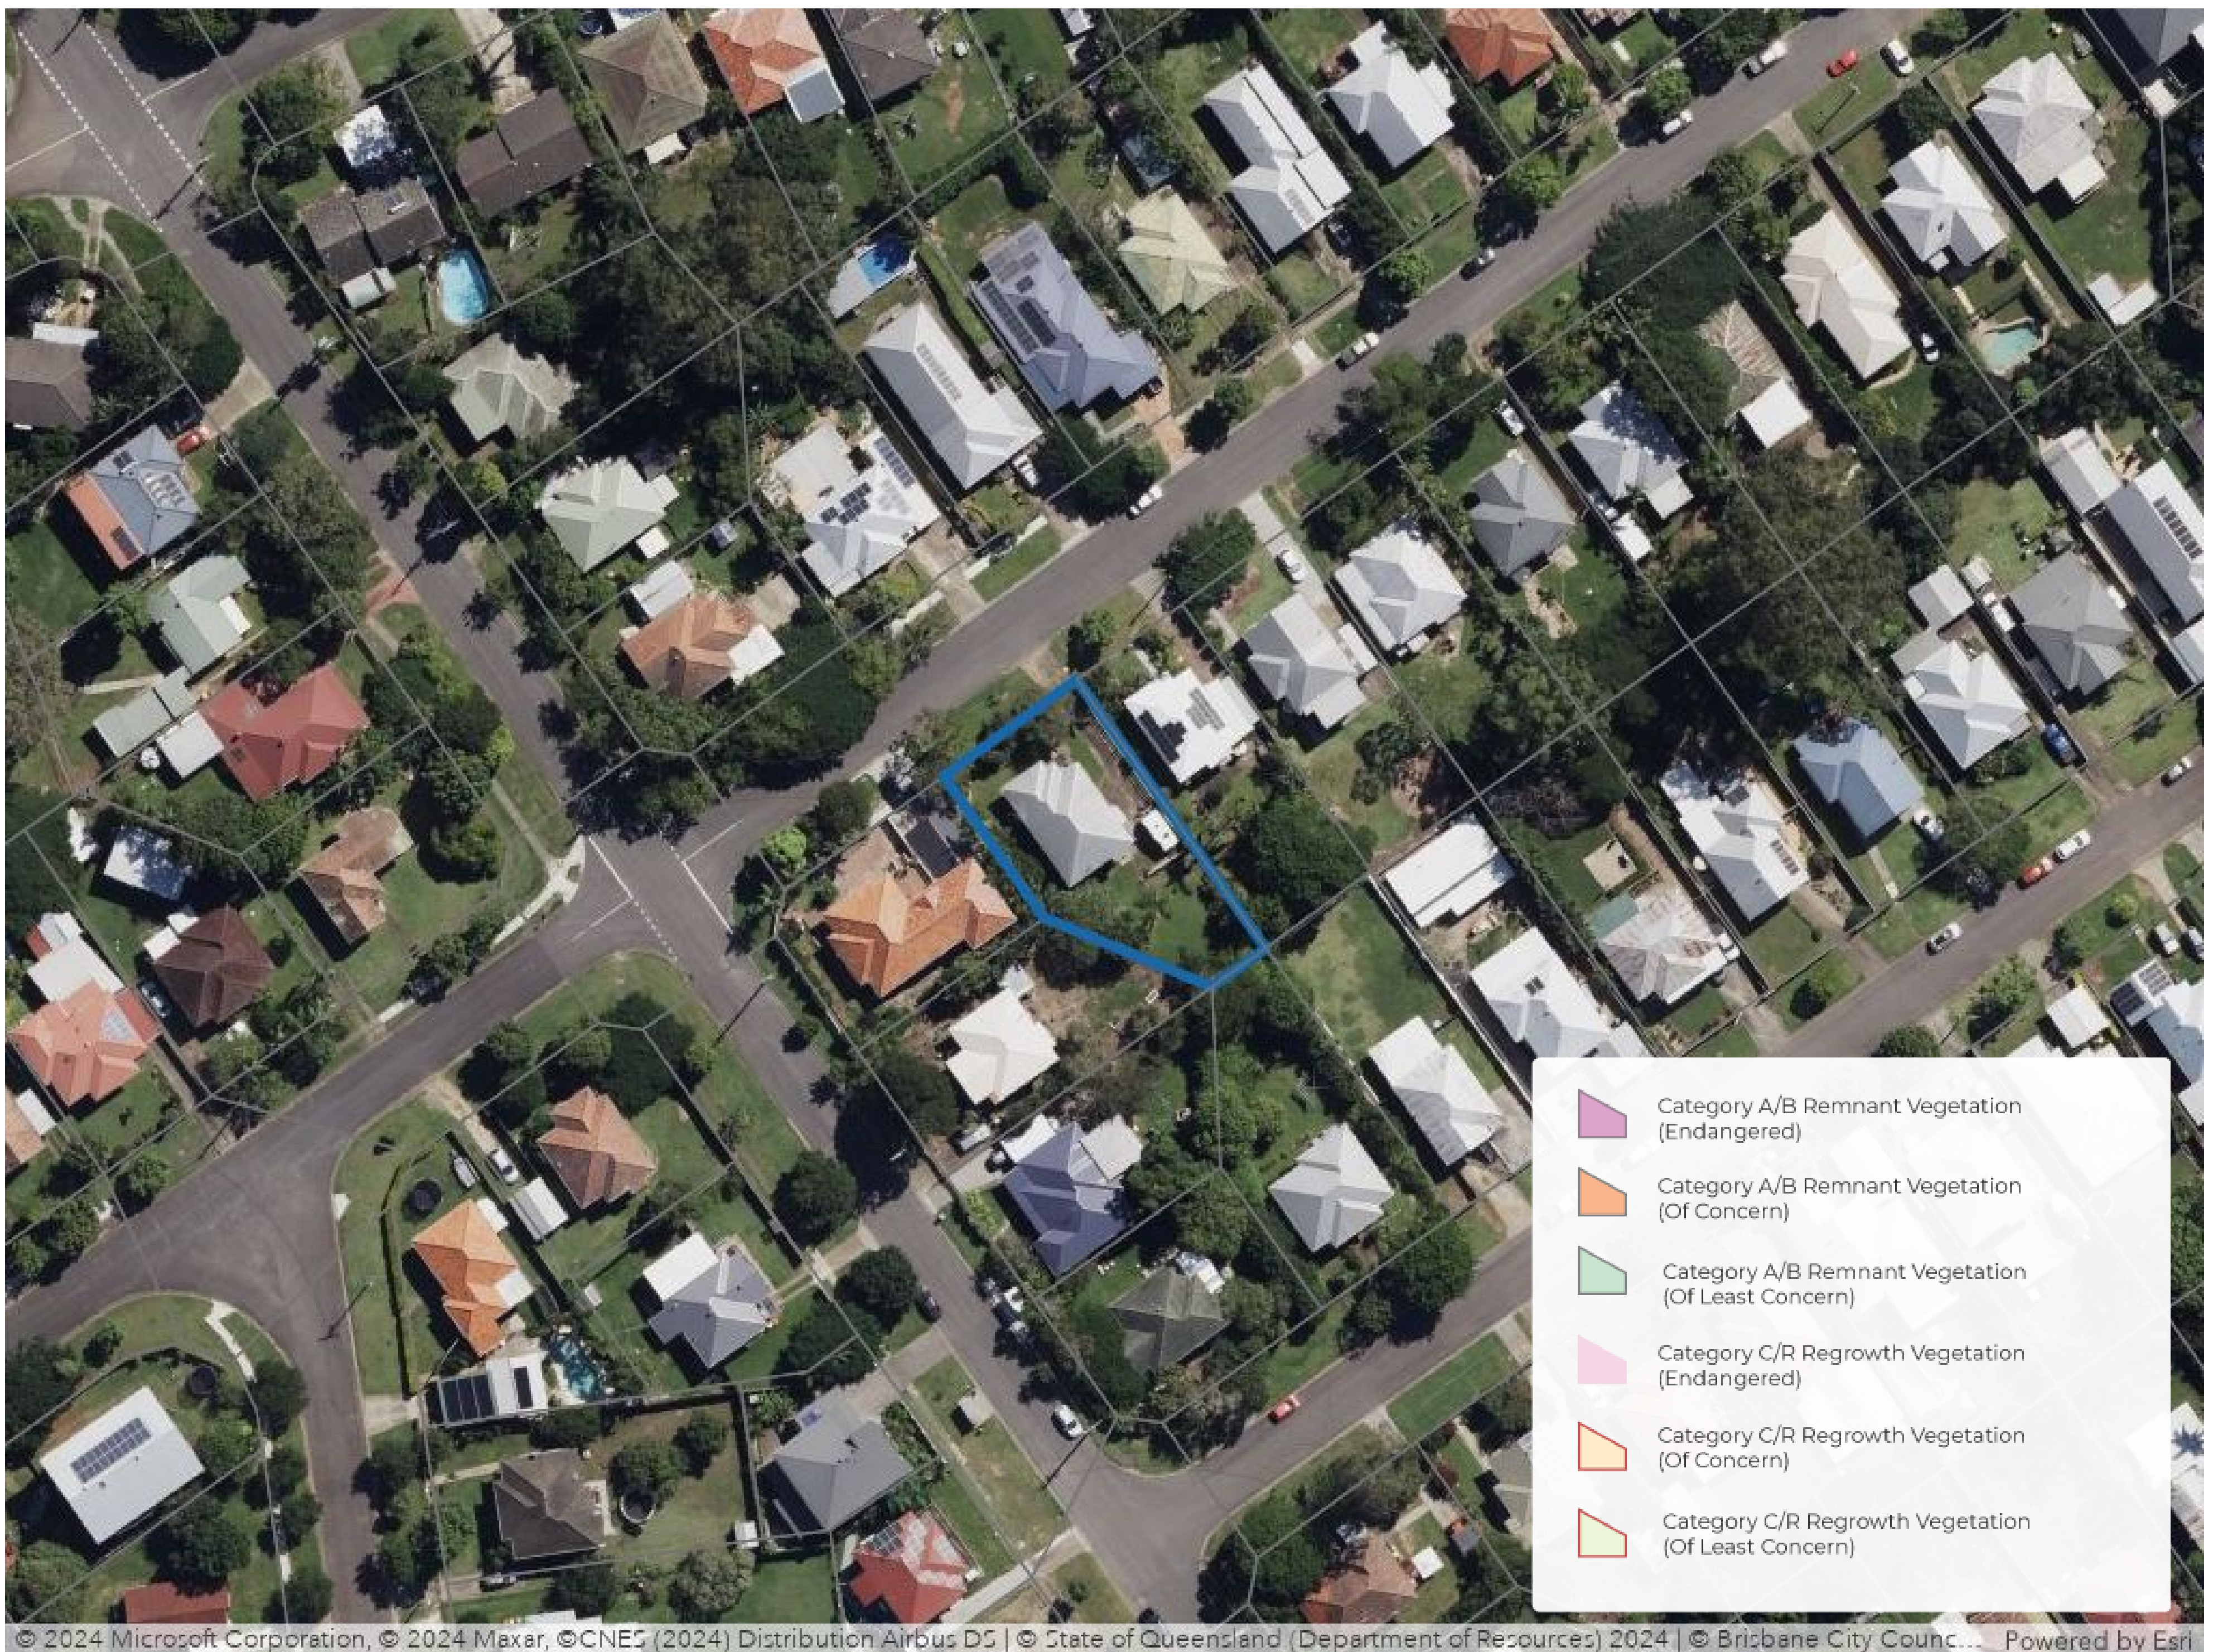 Category A/B Remnant Vegetation
(Endangered)
Category A/B Remnant Vegetation
(Of Concern)
Category A/B Remnant Vegetation
(Of Least Concern)
Category C/R Regrowth Vegetation
(Endangered)
Category C/R Regrowth Vegetation
(Of Concern)
Category C/R Regrowth Vegetation
(Of Least Concern)
© 2024 Microsoft Corporation, © 2024 Maxar, ©CNES (2024) Distribution Airbus DS | © State of Queensland (Department of Resources) 2024 | © Brisbane City Counc... Powered by Esri